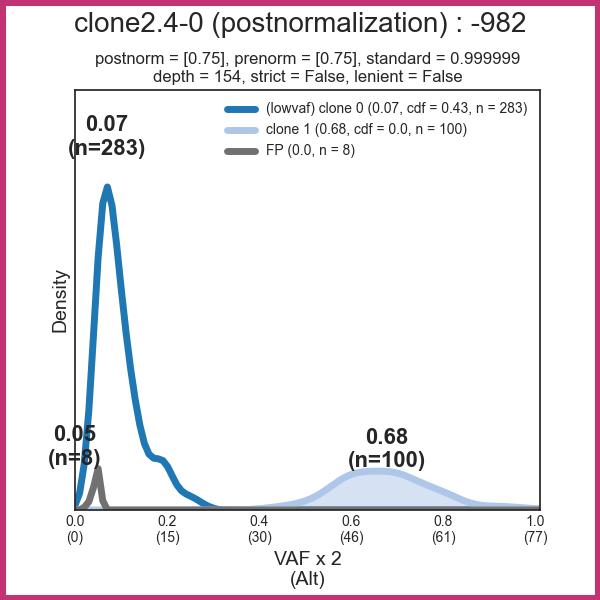 clone2.4-0 (postnormalization) : -982
postnorm = [0.75], prenorm = [0.75], standard = 0.999999
depth = 154, strict = False, lenient = False
(lowvaf) clone 0 (0.07, cdf = 0.43, n = 283)
clone 1 (0.68, cdf = 0.0, n = 100)
FP (0.0, n = 8)
0.07
(n=283)
Density
0.05
(n=8)
0.68
(n=100)
0.0 0.2 0.4 0.6 0.8 1.0
(0) (15) (30) (46) (61) (77)
VAF x 2
(Alt)